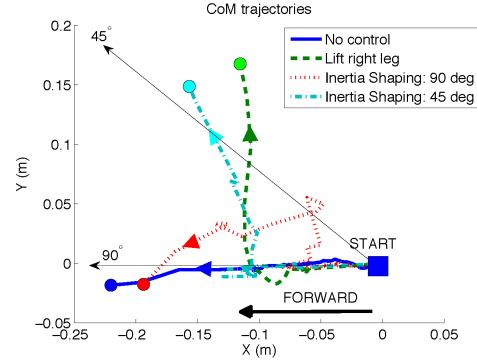 CoM trajectories
0.2
0.15
0.1
0.05
0
−0.05
Y (m)
45°
90°
No control
Lift right leg
Inertia Shaping: 90 deg
Inertia Shaping: 45 deg
START
FORWARD
−0.25 −0.2 −0.15 −0.1 −0.05 0 0.05
X (m)